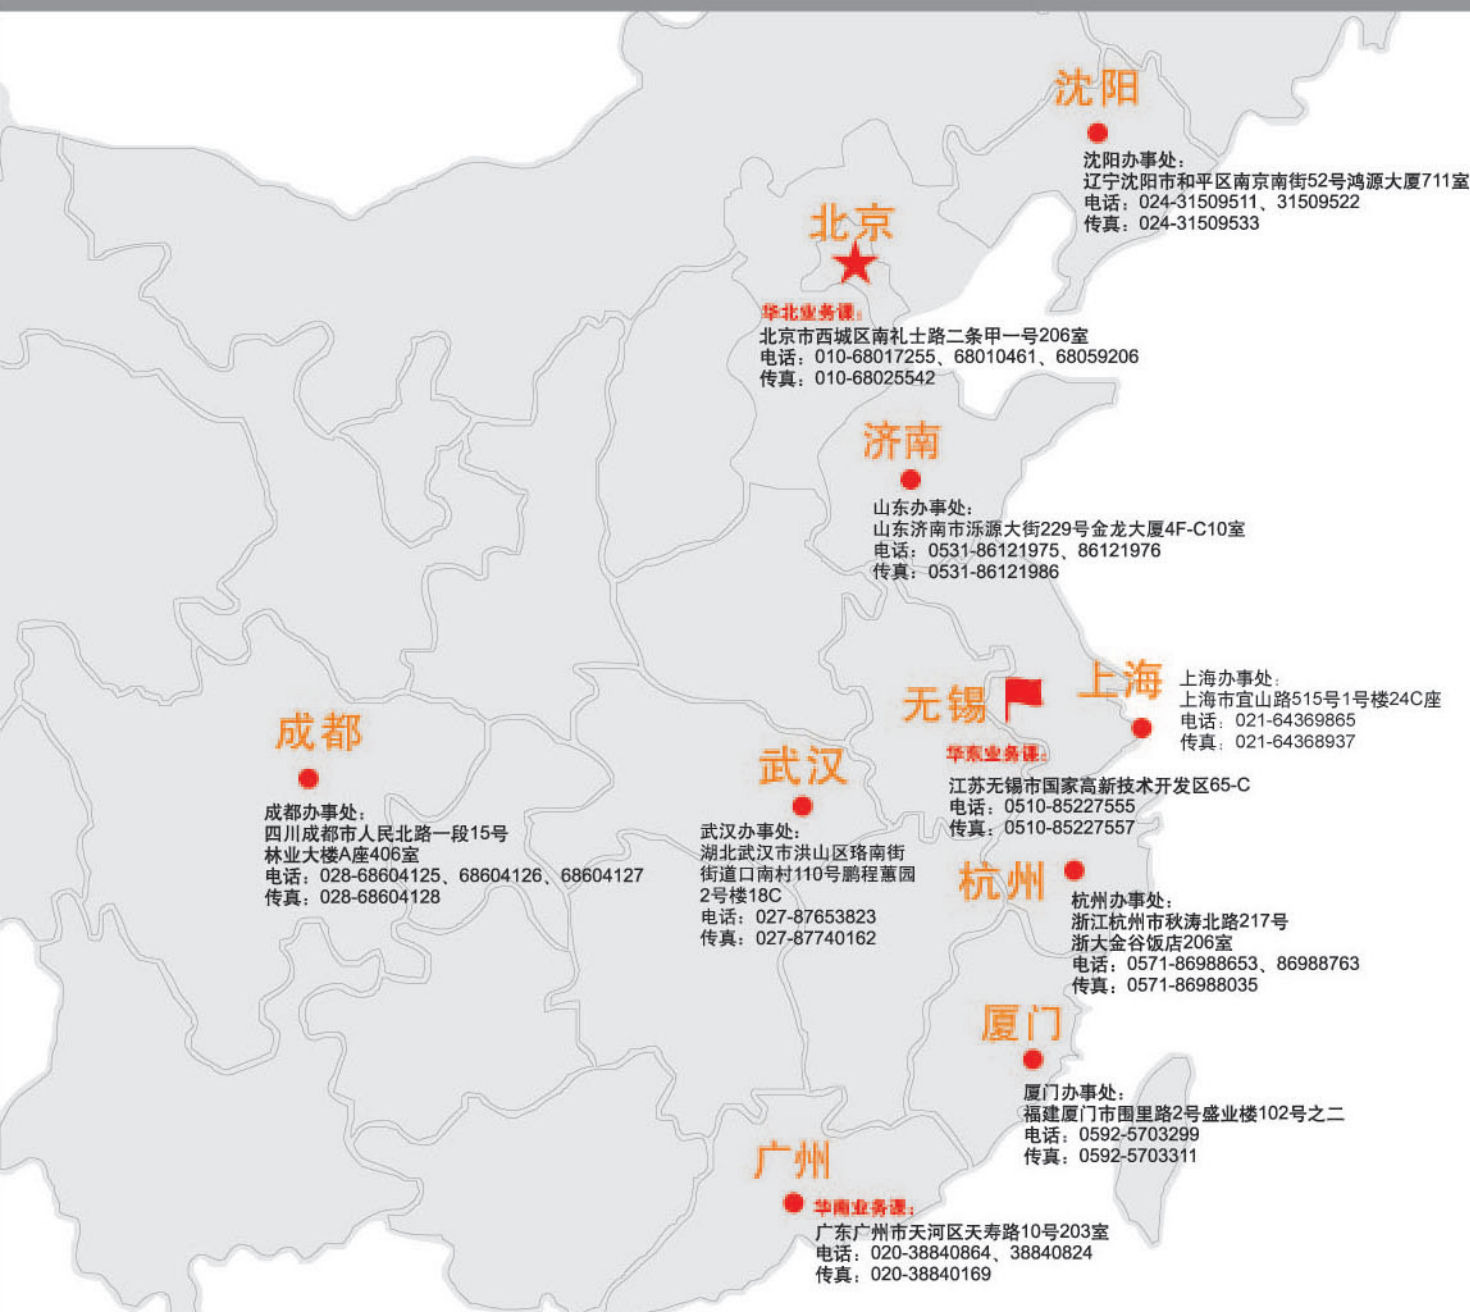 沈阳
沈阳办事处：
辽宁沈阳市和平区南京南街52号鸿源大厦711室
电话：024-31509511、31509522
传真：024-31509533
北京
华北业务课：
北京市西城区南礼士路二条甲一号206室
电话：010-68017255、68010461、68059206
传真：010-68025542
济南
山东办事处：
山东济南市泺源大街229号金龙大厦4F-C10室
电话：0531-86121975、86121976
传真：0531-86121986
上海
上海办事处：
上海市宜山路515号1号楼24C座
电话：021-64369865
传真：021-64368937
无锡
华东业务课：
江苏无锡市国家高新技术开发区65-C
电话：0510-85227555
传真：0510-85227557
成都
成都办事处：
四川成都市人民北路一段15号
林业大楼A座406室
电话：028-68604125、68604126、68604127
传真：028-68604128
武汉
武汉办事处：
湖北武汉市洪山区珞南街
街道口南村110号鹏程蕙园
2号楼18C
电话：027-87653823
传真：027-87740162
杭州
杭州办事处：
浙江杭州市秋涛北路217号
浙大金谷饭店206室
电话：0571-86988653、86988763
传真：0571-86988035
厦门
厦门办事处：
福建厦门市围里路2号盛业楼102号之二
电话：0592-5703299
传真：0592-5703311
广州
华南业务课：
广东广州市天河区天寿路10号203室
电话：020-38840864、38840824
传真：020-38840169